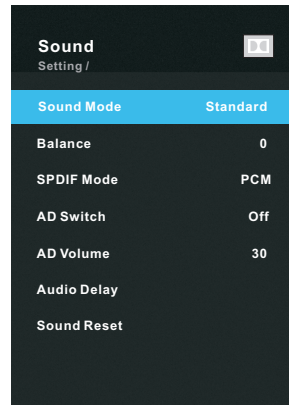 Sound
Setting /
Sound Mode Standard
Balance 0
SPDIF Mode PCM
AD Switch Off
AD Volume 30
Audio Delay
Sound Reset